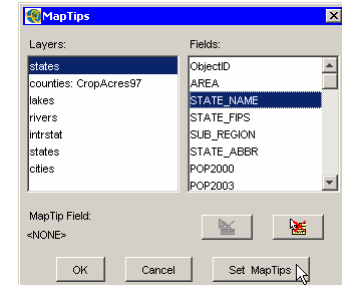 MapTips
Layers:
Fields:
states
counties: CropAcres97
lakes
rivers
intrstat
states
cities
ObjectID
AREA
STATE_NAME
STATE_FIPS
SUB_REGION
STATE_ABBR
POP2000
POP2003
MapTip Field:
<NONE>
OK
Cancel
Set MapTips